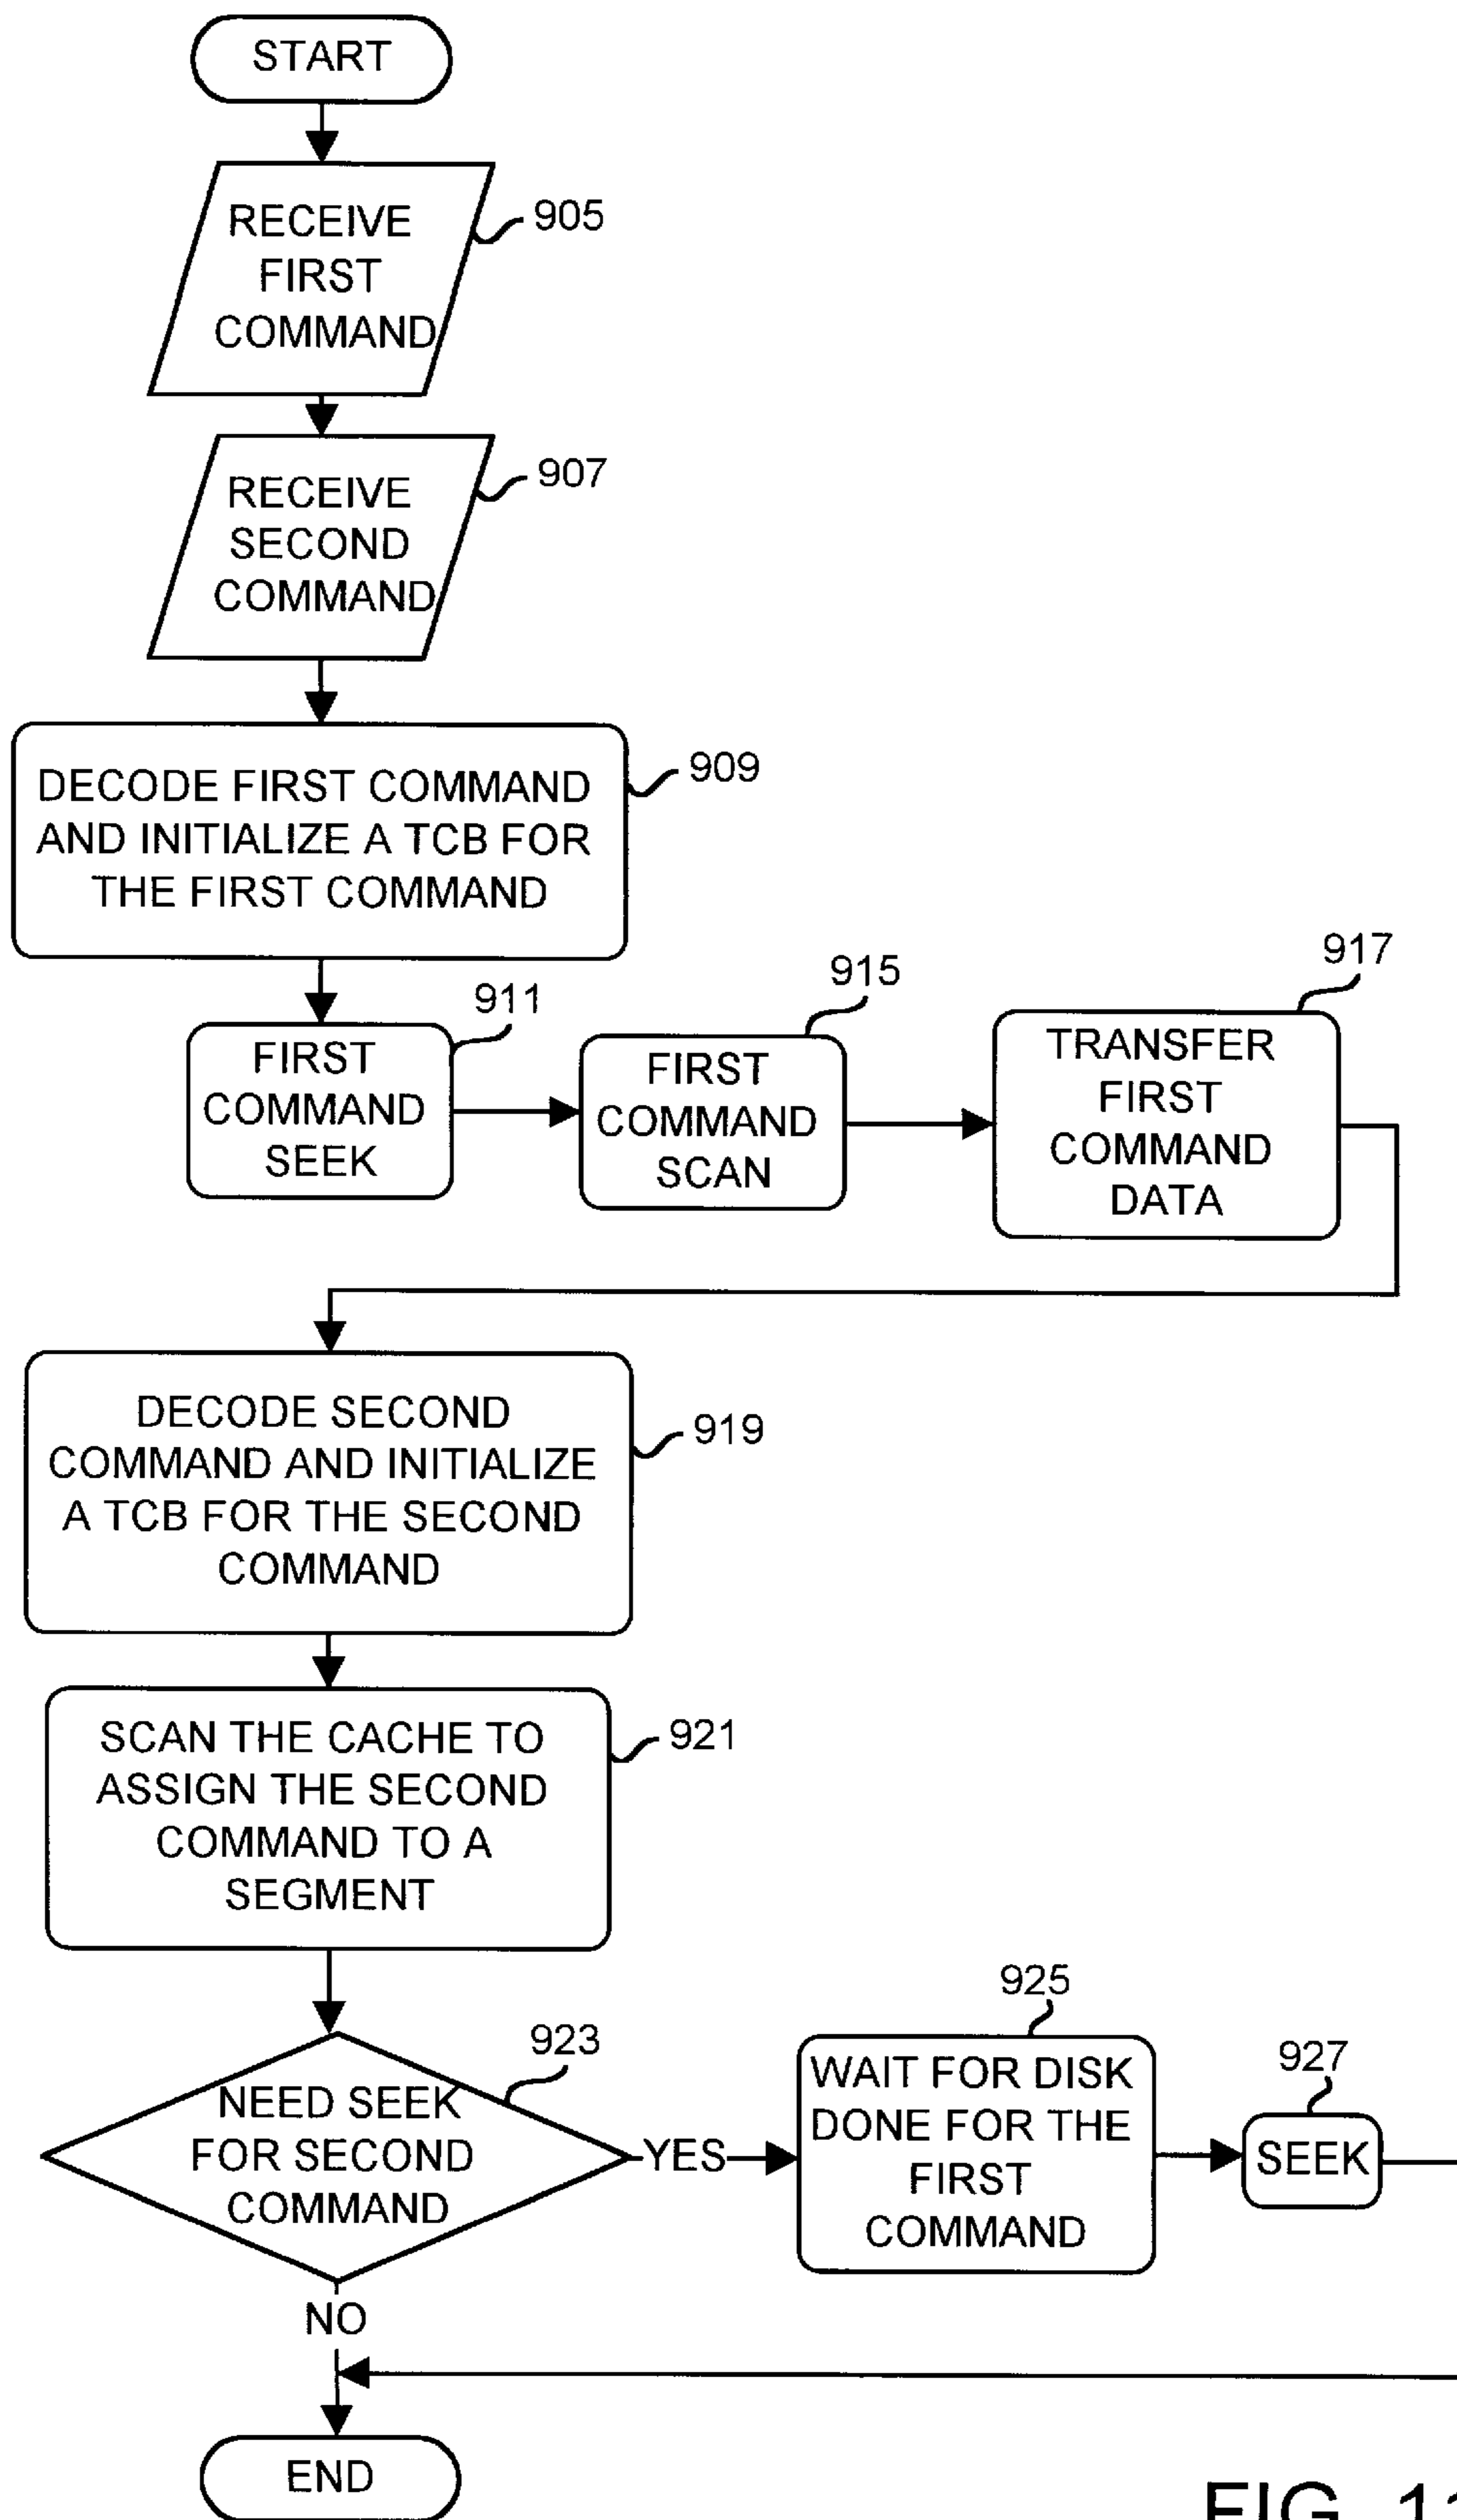 START
RECEIVE
FIRST
COMMAND
905
RECEIVE
SECOND
COMMAND
907
DECODE FIRST COMMAND
AND INITIALIZE A TCB FOR
THE FIRST COMMAND
909
FIRST
COMMAND
SEEK
911
FIRST
COMMAND
SCAN
915
TRANSFER
FIRST
COMMAND
DATA
917
DECODE SECOND
COMMAND AND INITIALIZE
A TCB FOR THE SECOND
COMMAND
919
SCAN THE CACHE TO
ASSIGN THE SECOND
COMMAND TO A
SEGMENT
921
NEED SEEK
FOR SECOND
COMMAND
923
YES
WAIT FOR DISK
DONE FOR THE
FIRST
COMMAND
925
SEEK
927
NO
END
FIG.